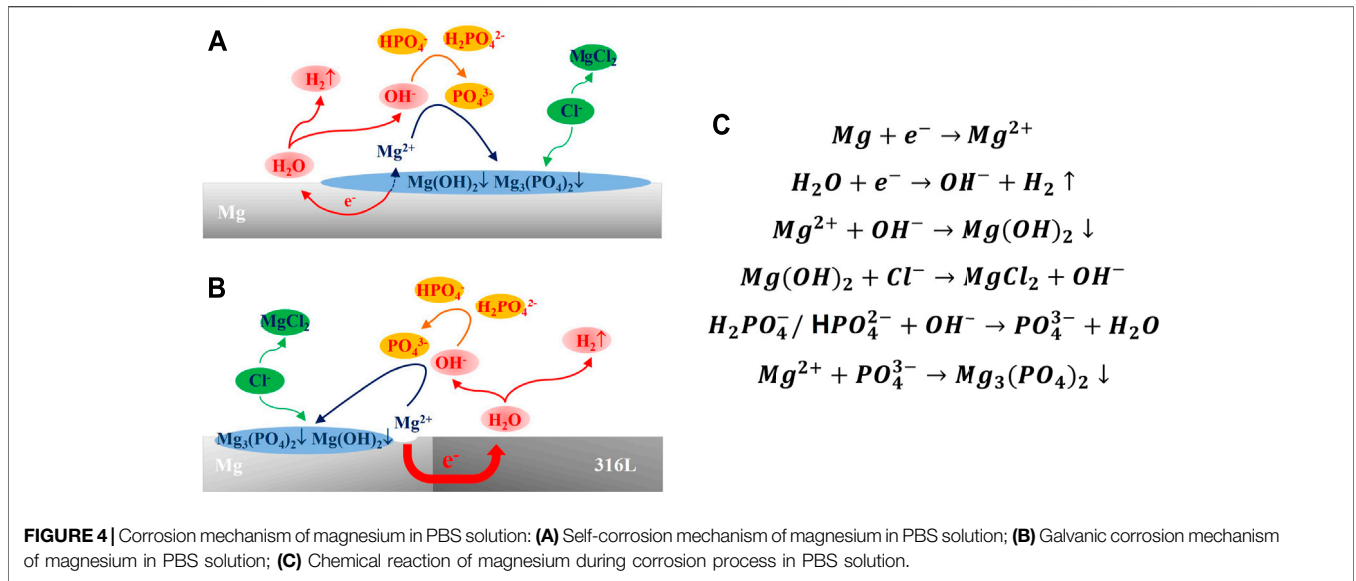 A
HPO₄⁻ H₂PO₄²⁻
MgCl₂
H₂↑
OH⁻ PO₄³⁻
Cl⁻
Mg²⁺
H₂O
Mg(OH)₂↓ Mg₃(PO₄)₂↓
e⁻
Mg
B
HPO₄⁻
H₂PO₄²⁻
MgCl₂
PO₄³⁻
H₂↑
OH⁻
Cl⁻
Mg²⁺
H₂O
Mg₃(PO₄)₂↓ Mg(OH)₂↓
Mg
e⁻
316L
C
Mg + e⁻ → Mg²⁺
H₂O + e⁻ → OH⁻ + H₂ ↑
Mg²⁺ + OH⁻ → Mg(OH)₂ ↓
Mg(OH)₂ + Cl⁻ → MgCl₂ + OH⁻
H₂PO₄⁻/ HPO₄²⁻ + OH⁻ → PO₄³⁻ + H₂O
Mg²⁺ + PO₄³⁻ → Mg₃(PO₄)₂ ↓
FIGURE 4 | Corrosion mechanism of magnesium in PBS solution: (A) Self-corrosion mechanism of magnesium in PBS solution; (B) Galvanic corrosion mechanism
of magnesium in PBS solution; (C) Chemical reaction of magnesium during corrosion process in PBS solution.